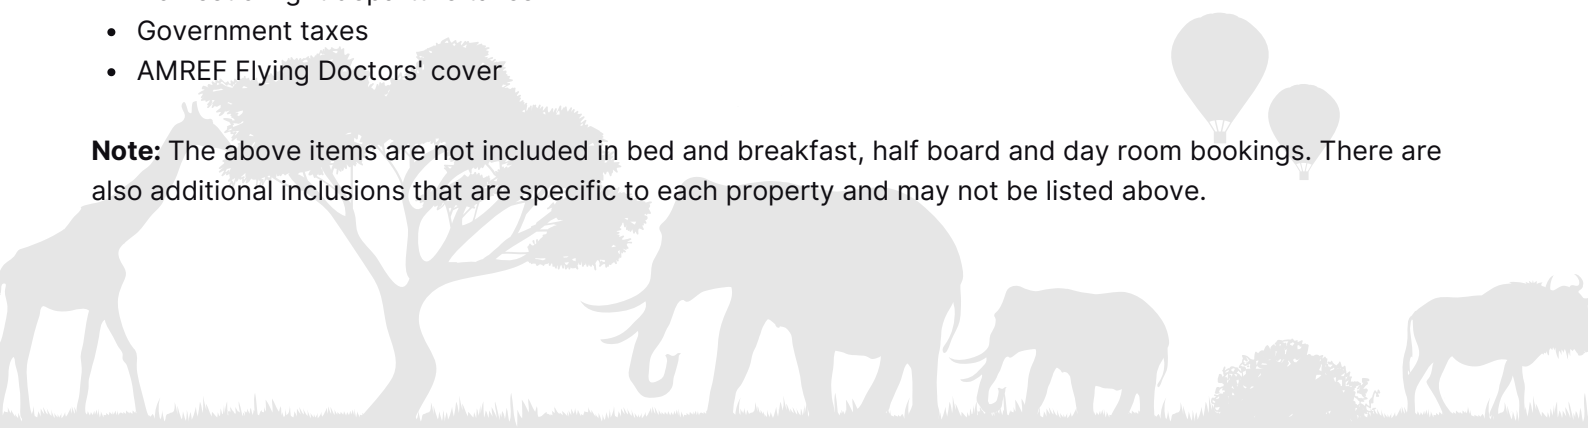 • Government taxes
• AMREF Flying Doctors' cover
Note: The above items are not included in bed and breakfast, half board and day room bookings. There are
also additional inclusions that are specific to each property and may not be listed above.